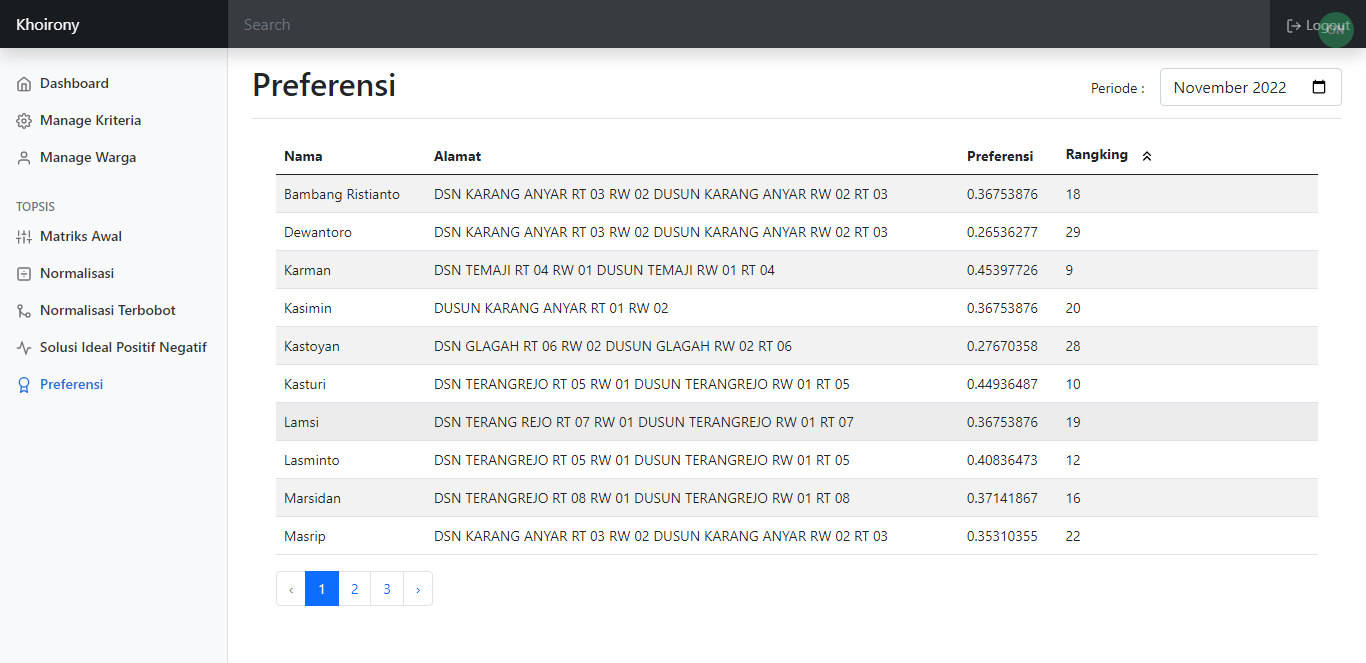 Khoirony
Search
Logout
ON
Dashboard
Manage Kriteria
Manage Warga
TOPSIS
Matriks Awal
Normalisasi
Normalisasi Terbobot
Solusi Ideal Positif Negatif
Preferensi
Preferensi
Periode :
November 2022
Nama Alamat Preferensi Rangking
Bambang Ristianto DSN KARANG ANYAR RT 03 RW 02 DUSUN KARANG ANYAR RW 02 RT 03 0.36753876 18
Dewantoro DSN KARANG ANYAR RT 03 RW 02 DUSUN KARANG ANYAR RW 02 RT 03 0.26536277 29
Karman DSN TEMAJI RT 04 RW 01 DUSUN TEMAJI RW 01 RT 04 0.45397726 9
Kasimin DUSUN KARANG ANYAR RT 01 RW 02 0.36753876 20
Kastoyan DSN GLAGAH RT 06 RW 02 DUSUN GLAGAH RW 02 RT 06 0.27670358 28
Kasturi DSN TERANGREJO RT 05 RW 01 DUSUN TERANGREJO RW 01 RT 05 0.44936487 10
Lamsi DSN TERANG REJO RT 07 RW 01 DUSUN TERANGREJO RW 01 RT 07 0.36753876 19
Lasminto DSN TERANGREJO RT 05 RW 01 DUSUN TERANGREJO RW 01 RT 05 0.40836473 12
Marsidan DSN TERANGREJO RT 08 RW 01 DUSUN TERANGREJO RW 01 RT 08 0.37141867 16
Masrip DSN KARANG ANYAR RT 03 RW 02 DUSUN KARANG ANYAR RW 02 RT 03 0.35310355 22
‹ 1 2 3 ›